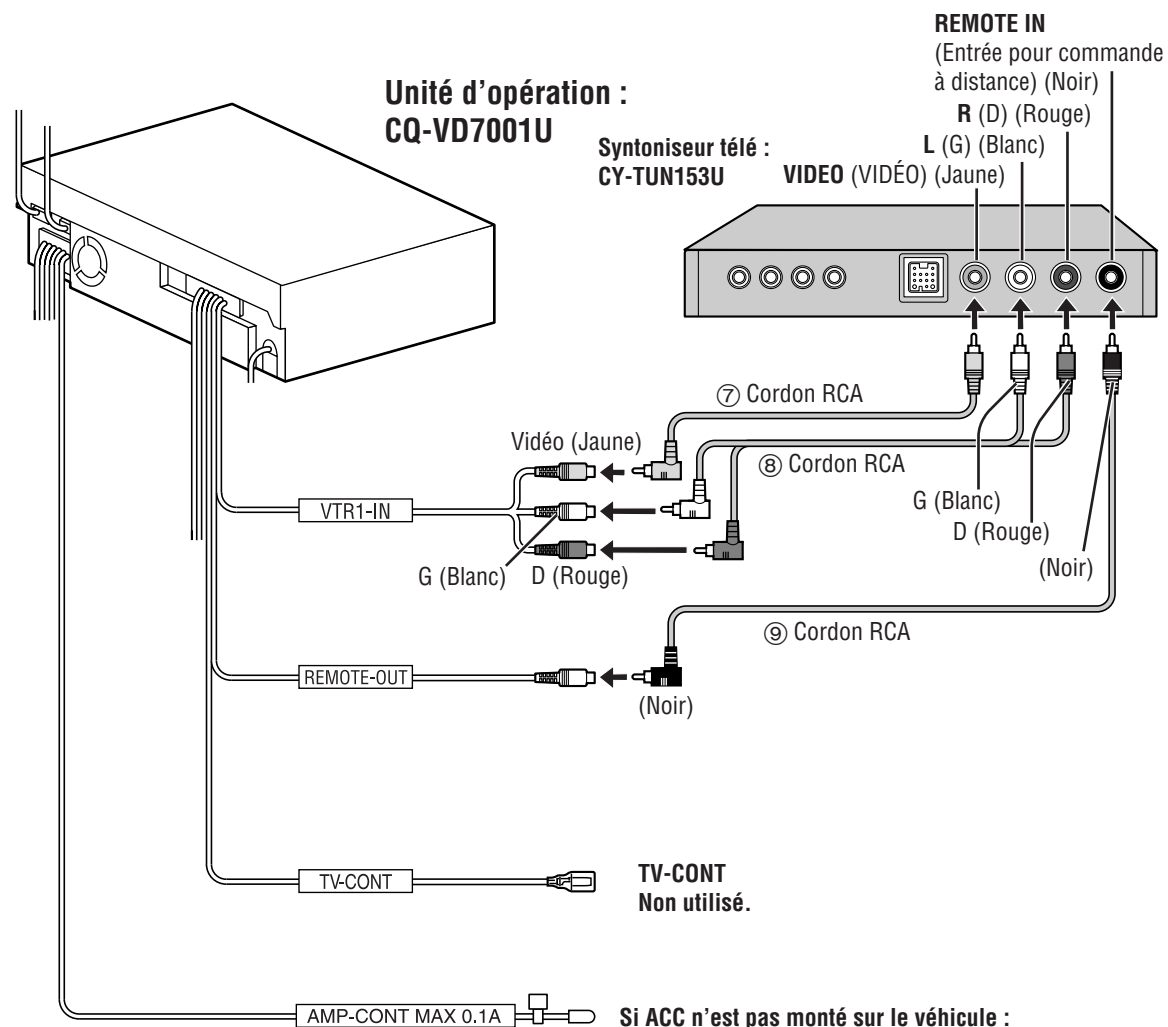 REMOTE IN
(Entrée pour commande
à distance) (Noir)
R (D) (Rouge)
L (G) (Blanc)
VIDEO (VIDÉO) (Jaune)
Unité d’opération :
CQ-VD7001U
Syntoniseur télé :
CY-TUN153U
⑦ Cordon RCA
Vidéo (Jaune)
⑧ Cordon RCA
G (Blanc)
D (Rouge)
(Noir)
VTR1-IN
G (Blanc)
D (Rouge)
⑨ Cordon RCA
REMOTE-OUT
(Noir)
TV-CONT
TV-CONT
Non utilisé.
AMP-CONT MAX 0.1A
Si ACC n’est pas monté sur le véhicule :